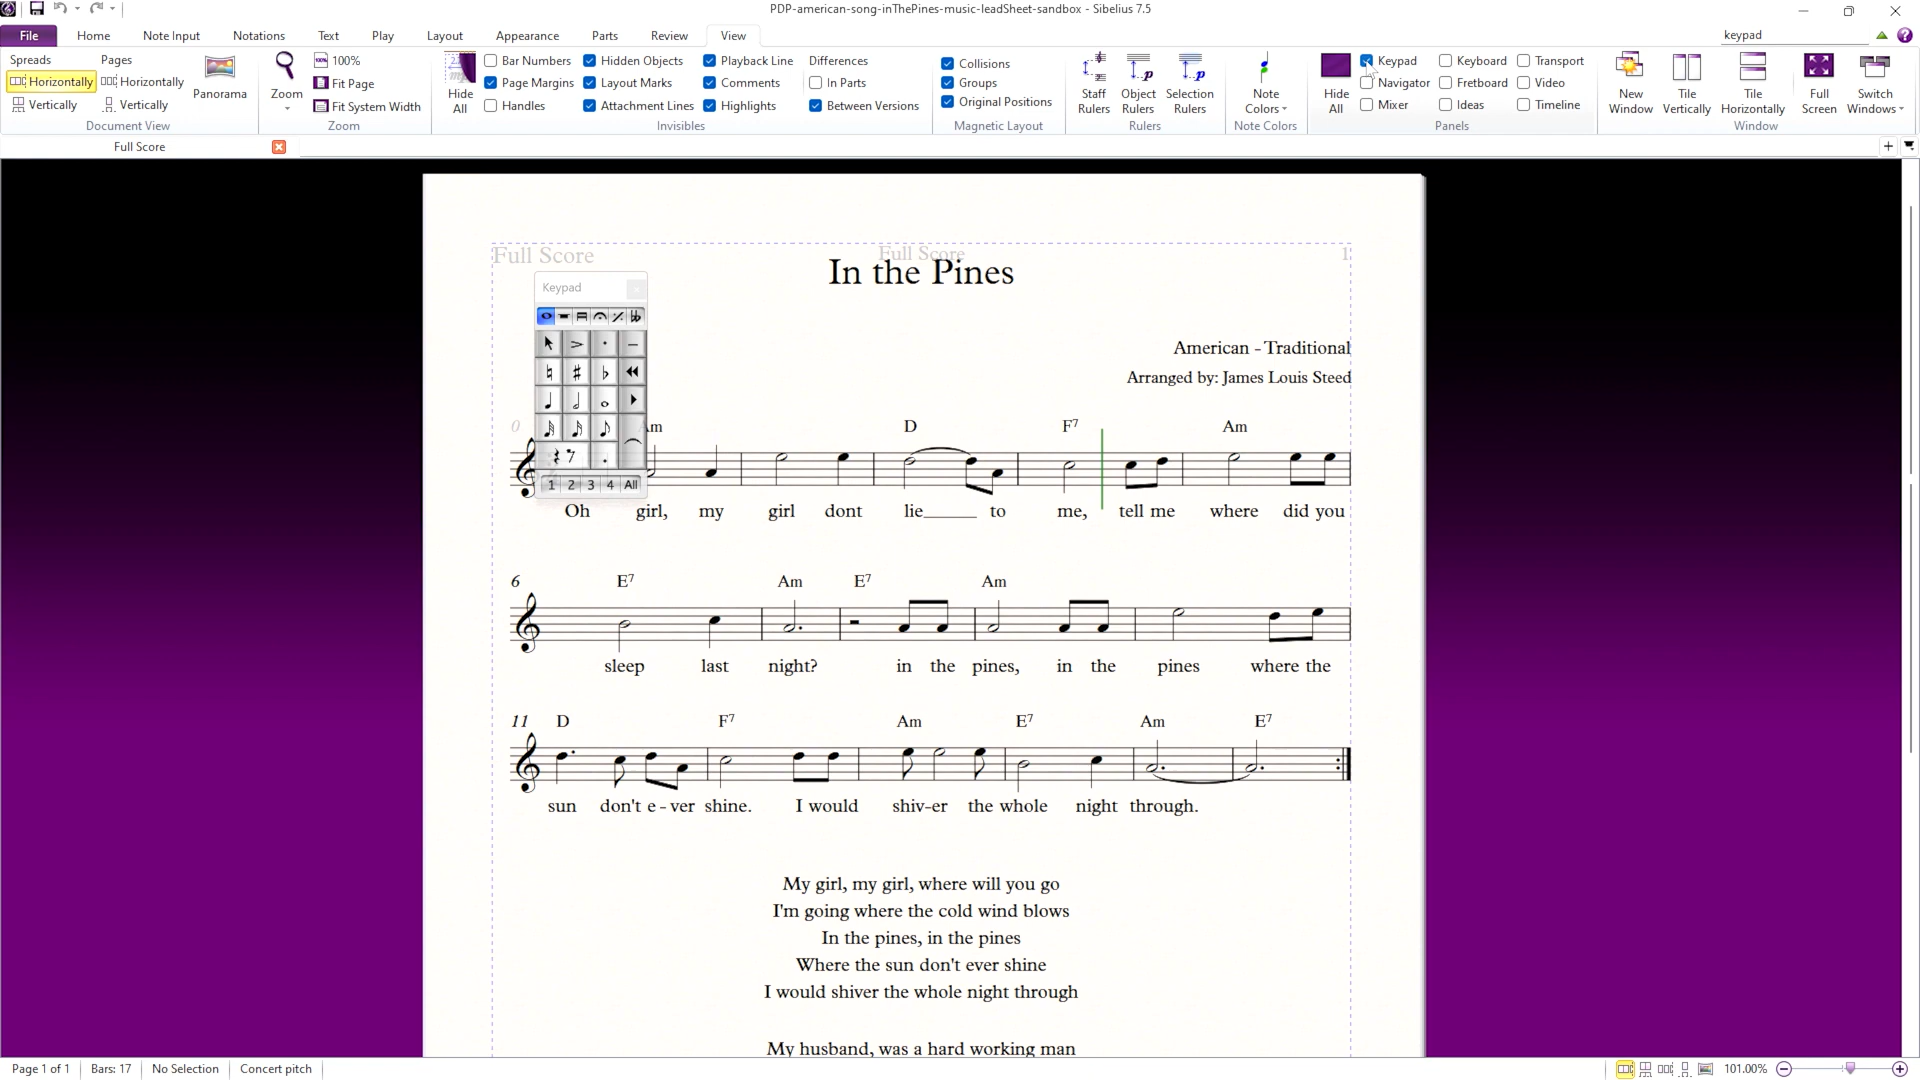 PDP-american-song-inThePines-music-leadSheet-sandbox - Sibelius 7.5
File Home Note Input Notations Text Play Layout Appearance Parts Review View keypad
Spreads Pages 100% Bar Numbers Hidden Objects Playback Line Differences: Collisions Keypad Keyboard Transport
Horizontally Horizontally Fit Page Page Margins Layout Marks Comments In Parts Groups Navigator Fretboard Video
Vertically Vertically Fit System Width Handles Attachment Lines Highlights Between Versions Original Positions Mixer Ideas Timeline
Panorama Zoom Hide All Staff Rulers Object Rulers Selection Rulers Note Colors Hide All New Window Tile Vertically Tile Horizontally Full Screen Switch Windows
Document View Zoom Invisibles Magnetic Layout Rulers Note Colors Panels Window
Full Score
Full Score Full Score 1
In the Pines
Keypad
American - Traditional
Arranged by: James Louis Steed
1 2 3 4 All
0 Am D F7 Am
Oh girl, my girl dont lie______ to me, tell me where did you
6 E7 Am E7 Am
sleep last night? in the pines, in the pines where the
11 D F7 Am E7 Am E7
sun don't e - ver shine. I would shiv-er the whole night through.
My girl, my girl, where will you go
I'm going where the cold wind blows
In the pines, in the pines
Where the sun don't ever shine
I would shiver the whole night through
My husband, was a hard working man
Page 1 of 1 Bars: 17 No Selection Concert pitch 101.00%